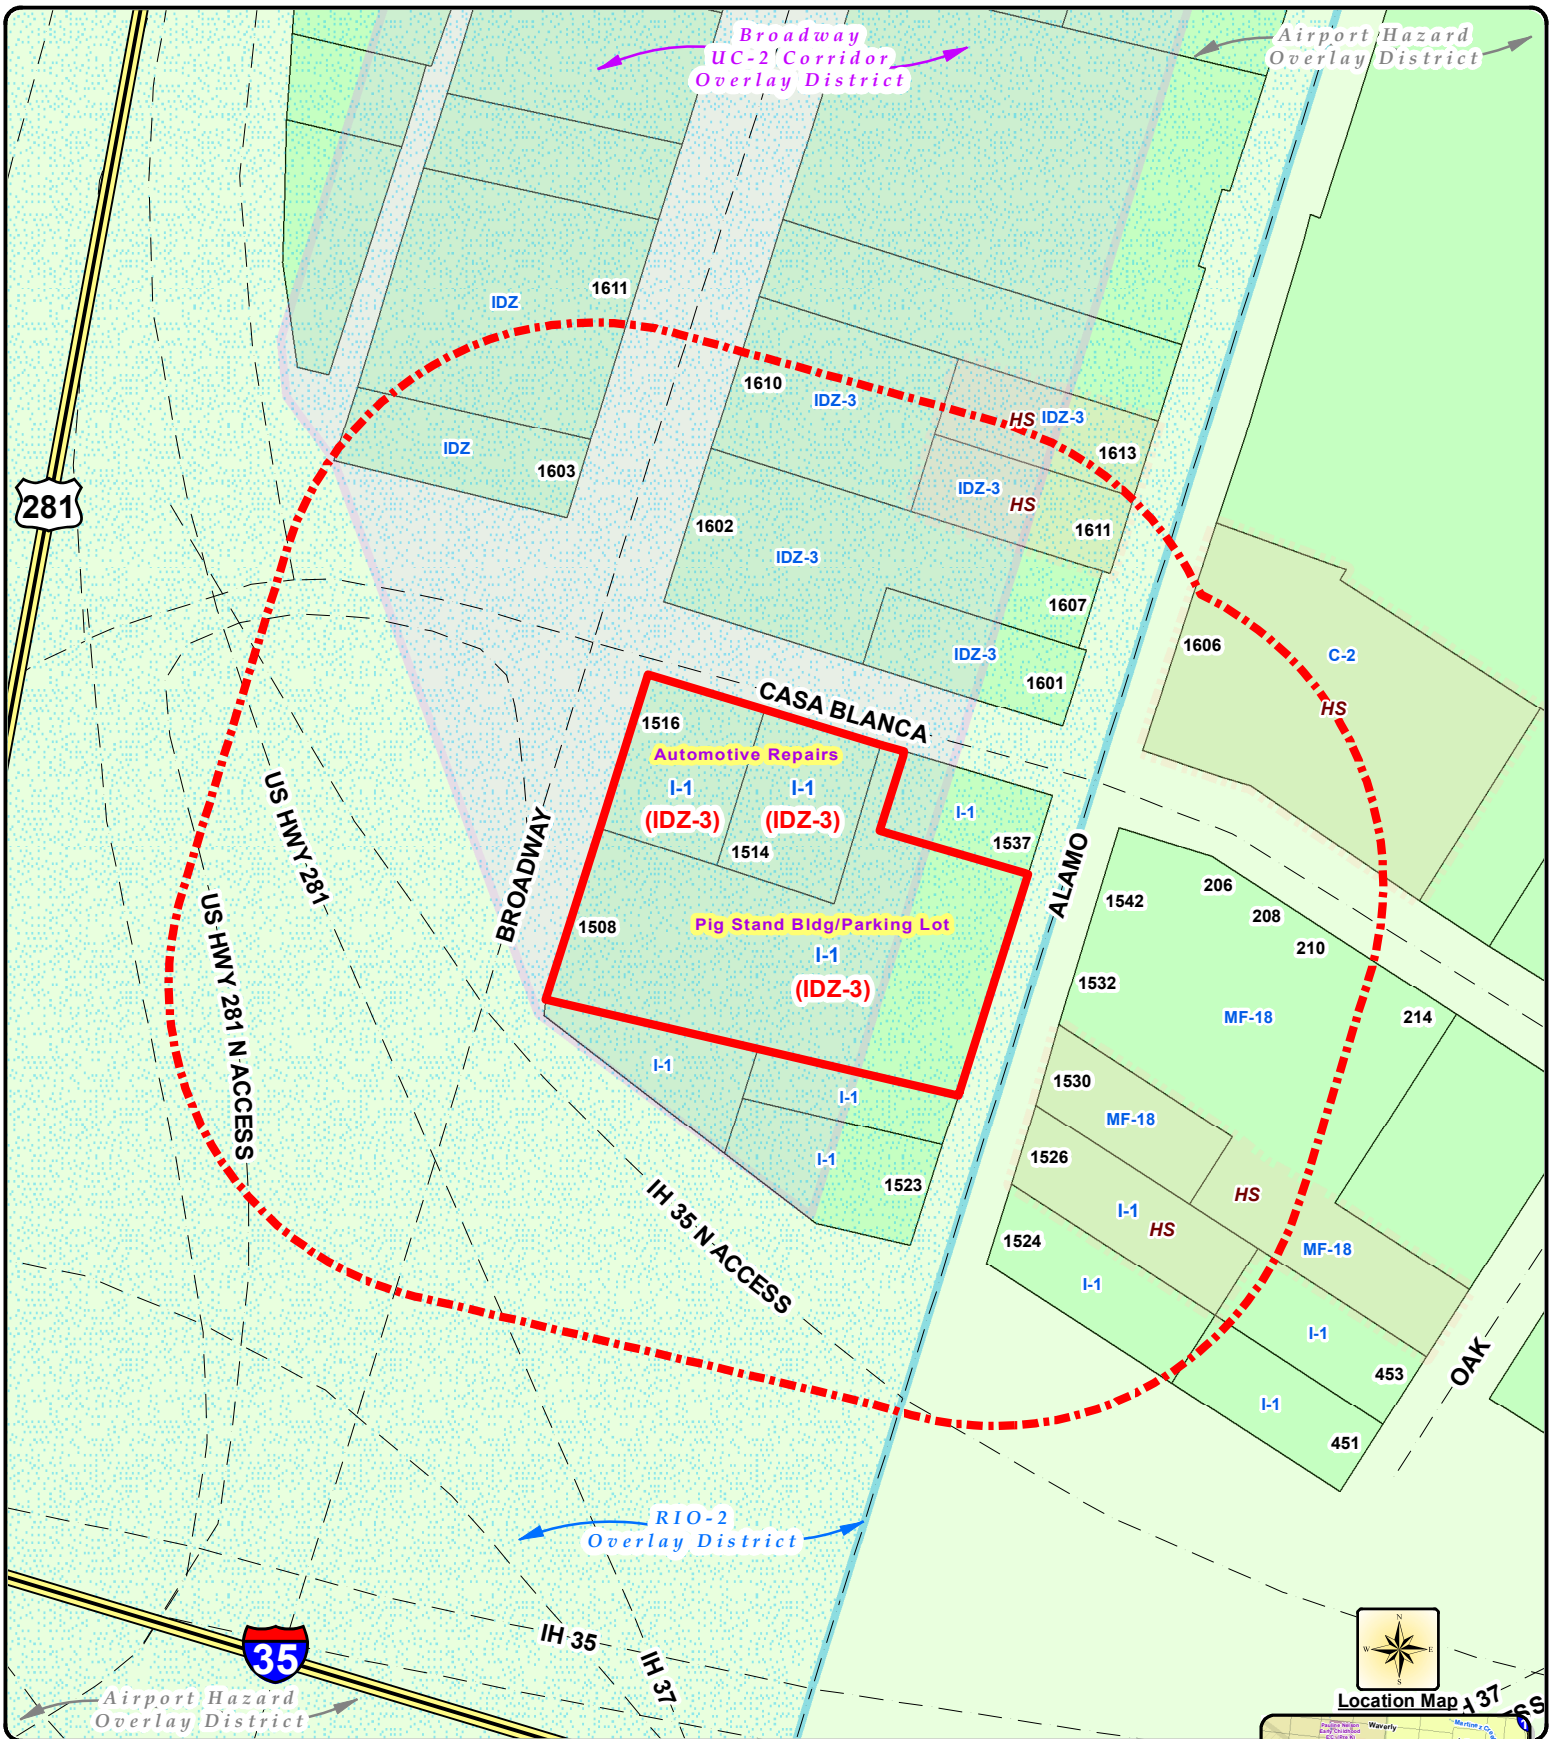 Broadway
UC-2 Corridor
Overlay District
Airport Hazard
Overlay District
IDZ
1611
1610
IDZ-3
HS
IDZ-3
1613
IDZ
1603
IDZ-3
HS
281
1602
1611
IDZ-3
1607
1606
C-2
IDZ-3
1601
HS
CASA BLANCA
1516
Automotive Repairs
I-1
(IDZ-3)
I-1
(IDZ-3)
1514
I-1
1537
US HWY 281
BROADWAY
ALAMO
206
1542
208
1508
Pig Stand Bldg/Parking Lot
I-1
(IDZ-3)
210
1532
MF-18
214
US HWY 281 N ACCESS
I-1
I-1
1530
MF-18
I-1
1526
1523
HS
I-1
HS
IH 35 N ACCESS
1524
MF-18
I-1
I-1
OAK
453
I-1
451
RIO-2
Overlay District
35
IH 35
IH 37
N
W
E
S
Airport Hazard
Overlay District
Location Map
37
Pauline Nelson
Early Childhood
Waverly